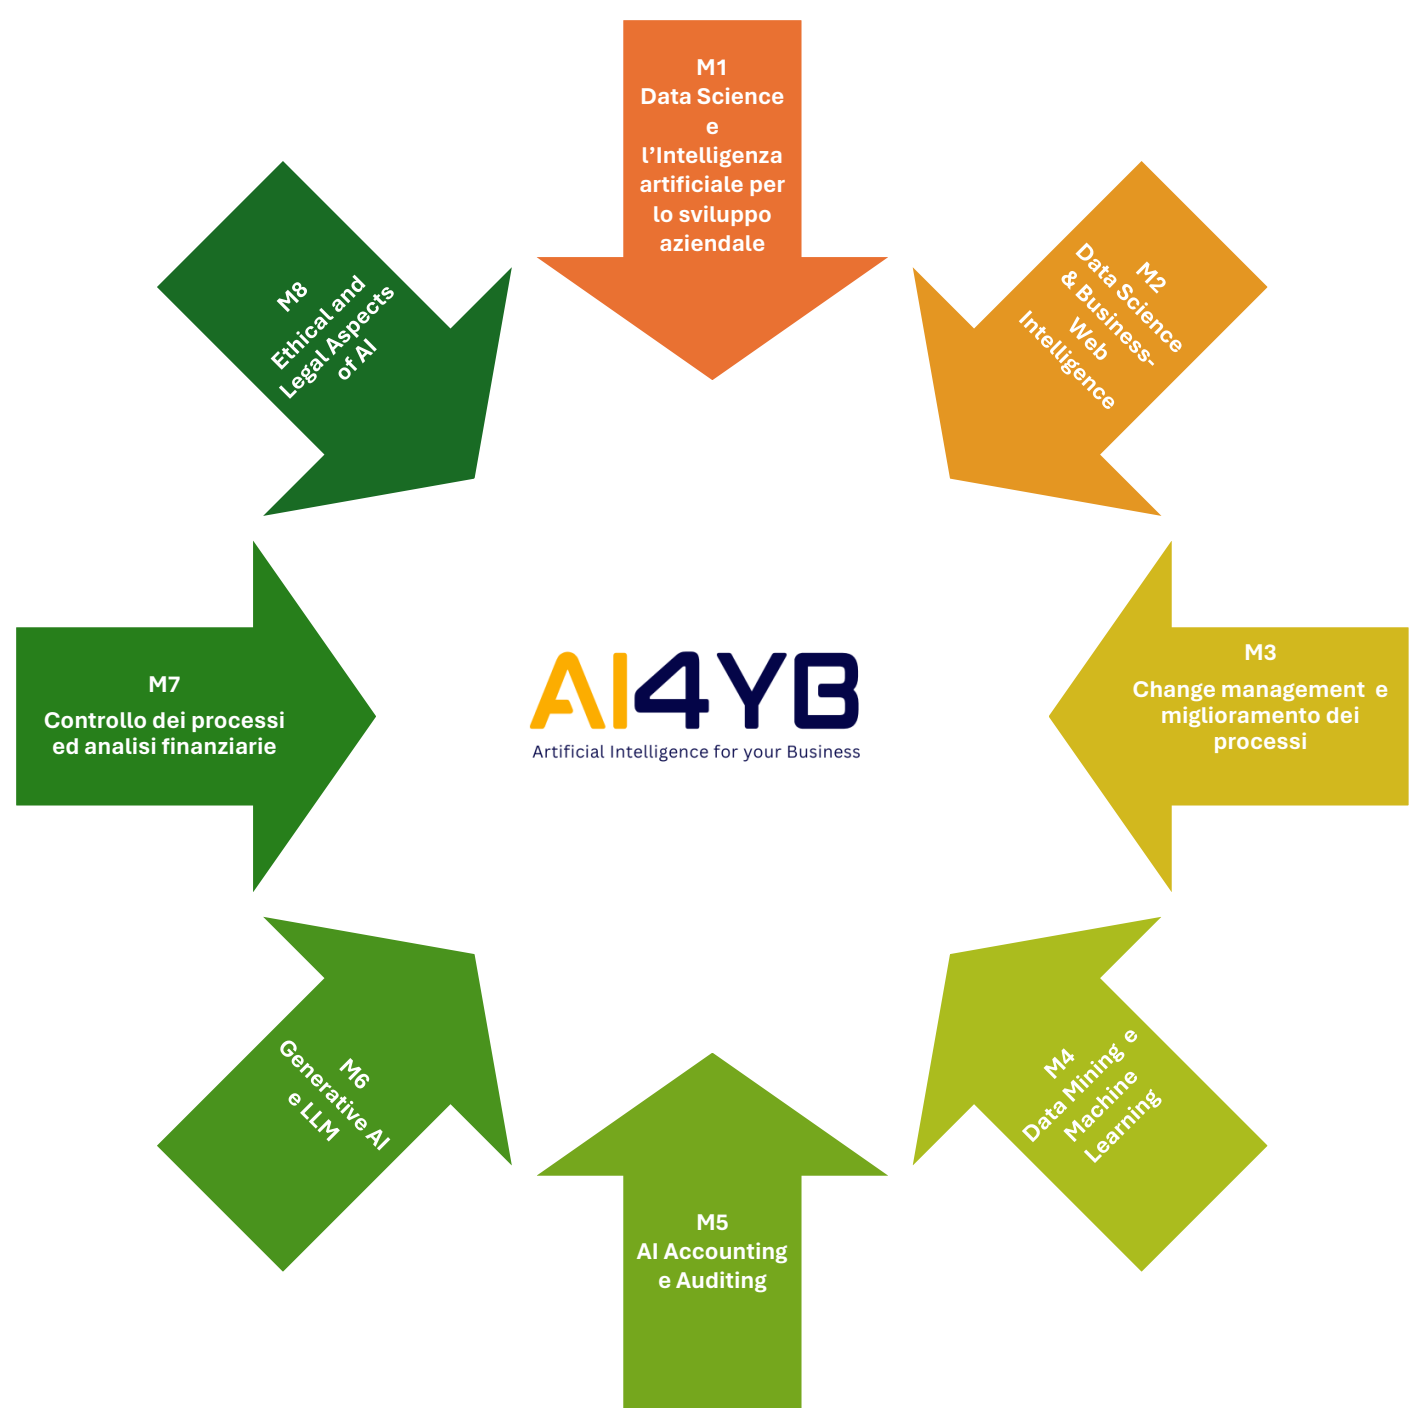 M1
Data Science
e
l’Intelligenza
artificiale per
lo sviluppo
aziendale
M2
Data Science
& Business-
Web
Intelligence
M3
Change management  e
miglioramento dei
processi
M4
Data Mining  e
Machine
Learning
M5
AI Accounting
e Auditing
M6
Generative AI
e LLM
M7
Controllo dei processi
ed analisi finanziarie
M8
Ethical and
Legal Aspects
of AI
AI4YB
Artificial Intelligence for your Business